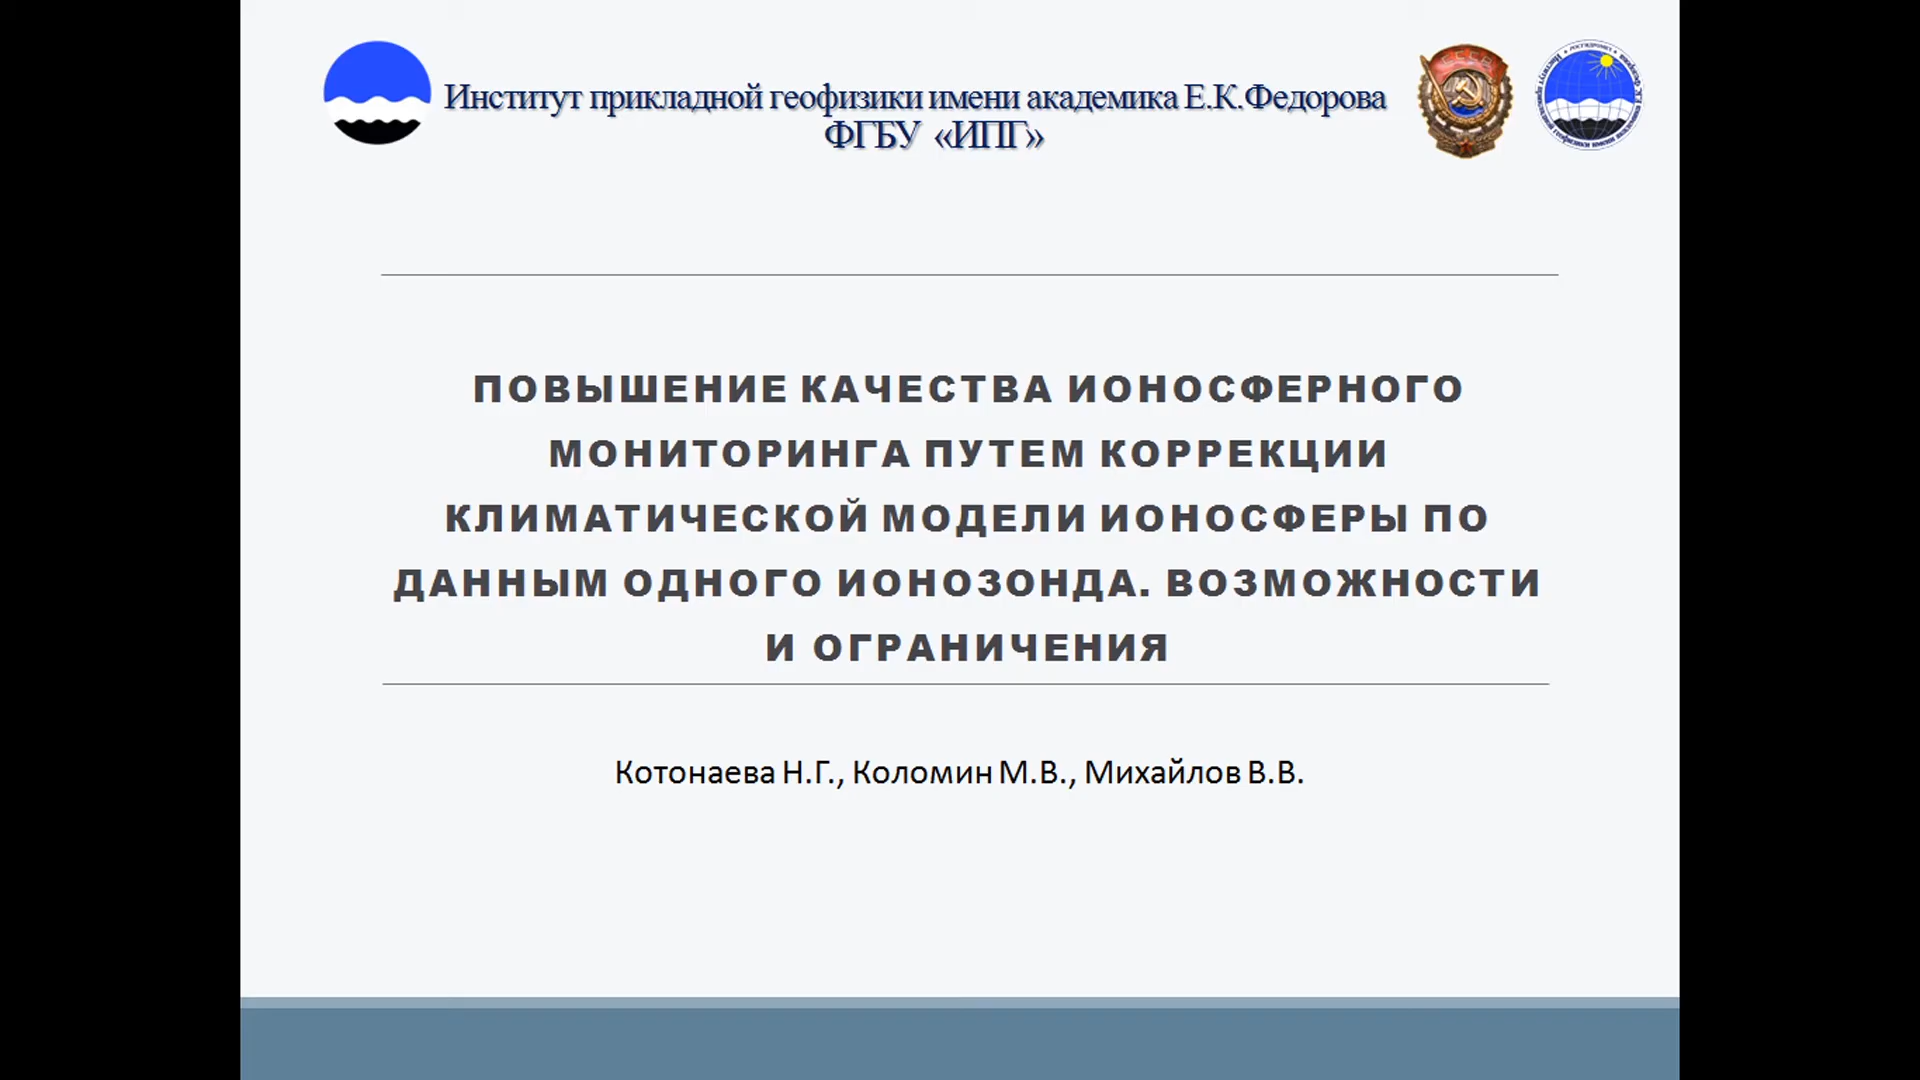 Институт прикладной геофизики имени академика Е.К.Федорова
ФГБУ «ИПГ»
ПОВЫШЕНИЕ КАЧЕСТВА ИОНОСФЕРНОГО
МОНИТОРИНГА ПУТЕМ КОРРЕКЦИИ
КЛИМАТИЧЕСКОЙ МОДЕЛИ ИОНОСФЕРЫ ПО
ДАННЫМ ОДНОГО ИОНОЗОНДА. ВОЗМОЖНОСТИ
И ОГРАНИЧЕНИЯ
Котонаева Н.Г., Коломин М.В., Михайлов В.В.